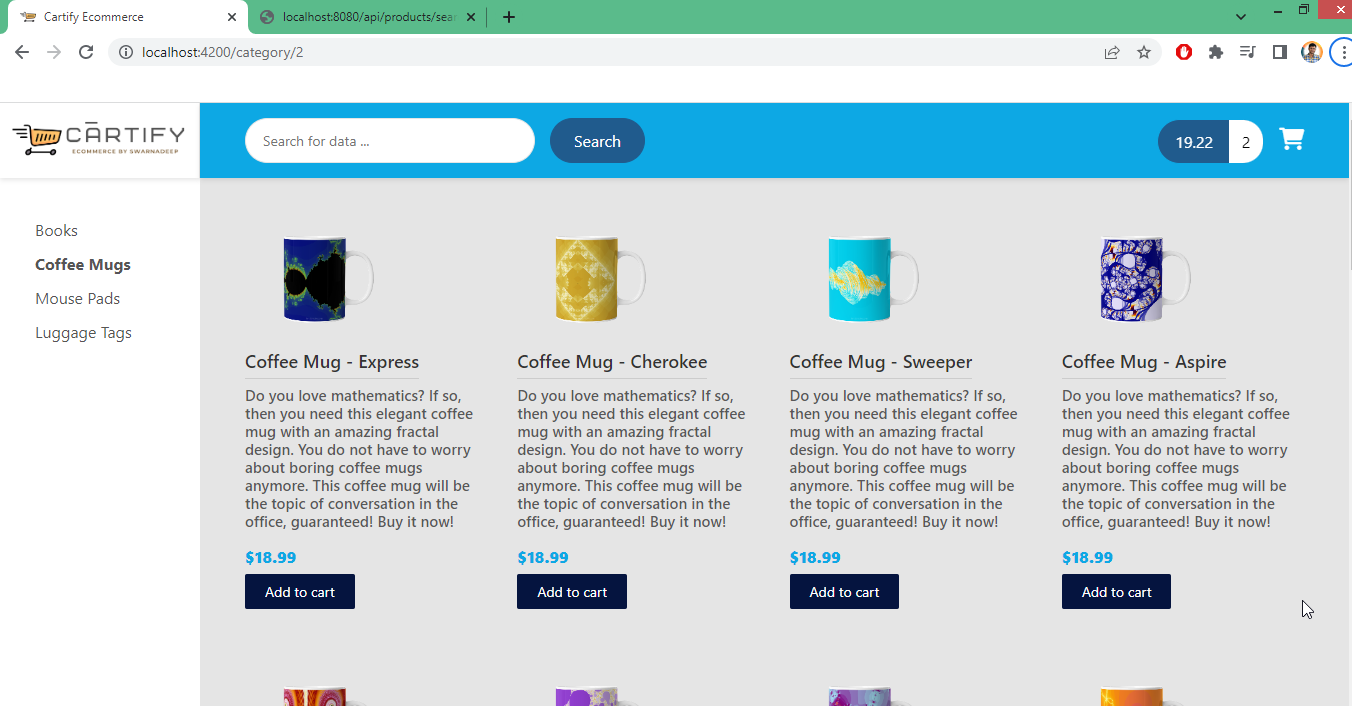 Cartify Ecommerce
localhost:8080/api/products/sear
localhost:4200/category/2
CARTIFY
ECOMMERCE BY SWARNADEEP
Search for data ...
Search
19.22
2
Books
Coffee Mugs
Mouse Pads
Luggage Tags
Coffee Mug - Express
Do you love mathematics? If so,
then you need this elegant coffee
mug with an amazing fractal
design. You do not have to worry
about boring coffee mugs
anymore. This coffee mug will be
the topic of conversation in the
office, guaranteed! Buy it now!
$18.99
Add to cart
Coffee Mug - Cherokee
Do you love mathematics? If so,
then you need this elegant coffee
mug with an amazing fractal
design. You do not have to worry
about boring coffee mugs
anymore. This coffee mug will be
the topic of conversation in the
office, guaranteed! Buy it now!
$18.99
Add to cart
Coffee Mug - Sweeper
Do you love mathematics? If so,
then you need this elegant coffee
mug with an amazing fractal
design. You do not have to worry
about boring coffee mugs
anymore. This coffee mug will be
the topic of conversation in the
office, guaranteed! Buy it now!
$18.99
Add to cart
Coffee Mug - Aspire
Do you love mathematics? If so,
then you need this elegant coffee
mug with an amazing fractal
design. You do not have to worry
about boring coffee mugs
anymore. This coffee mug will be
the topic of conversation in the
office, guaranteed! Buy it now!
$18.99
Add to cart